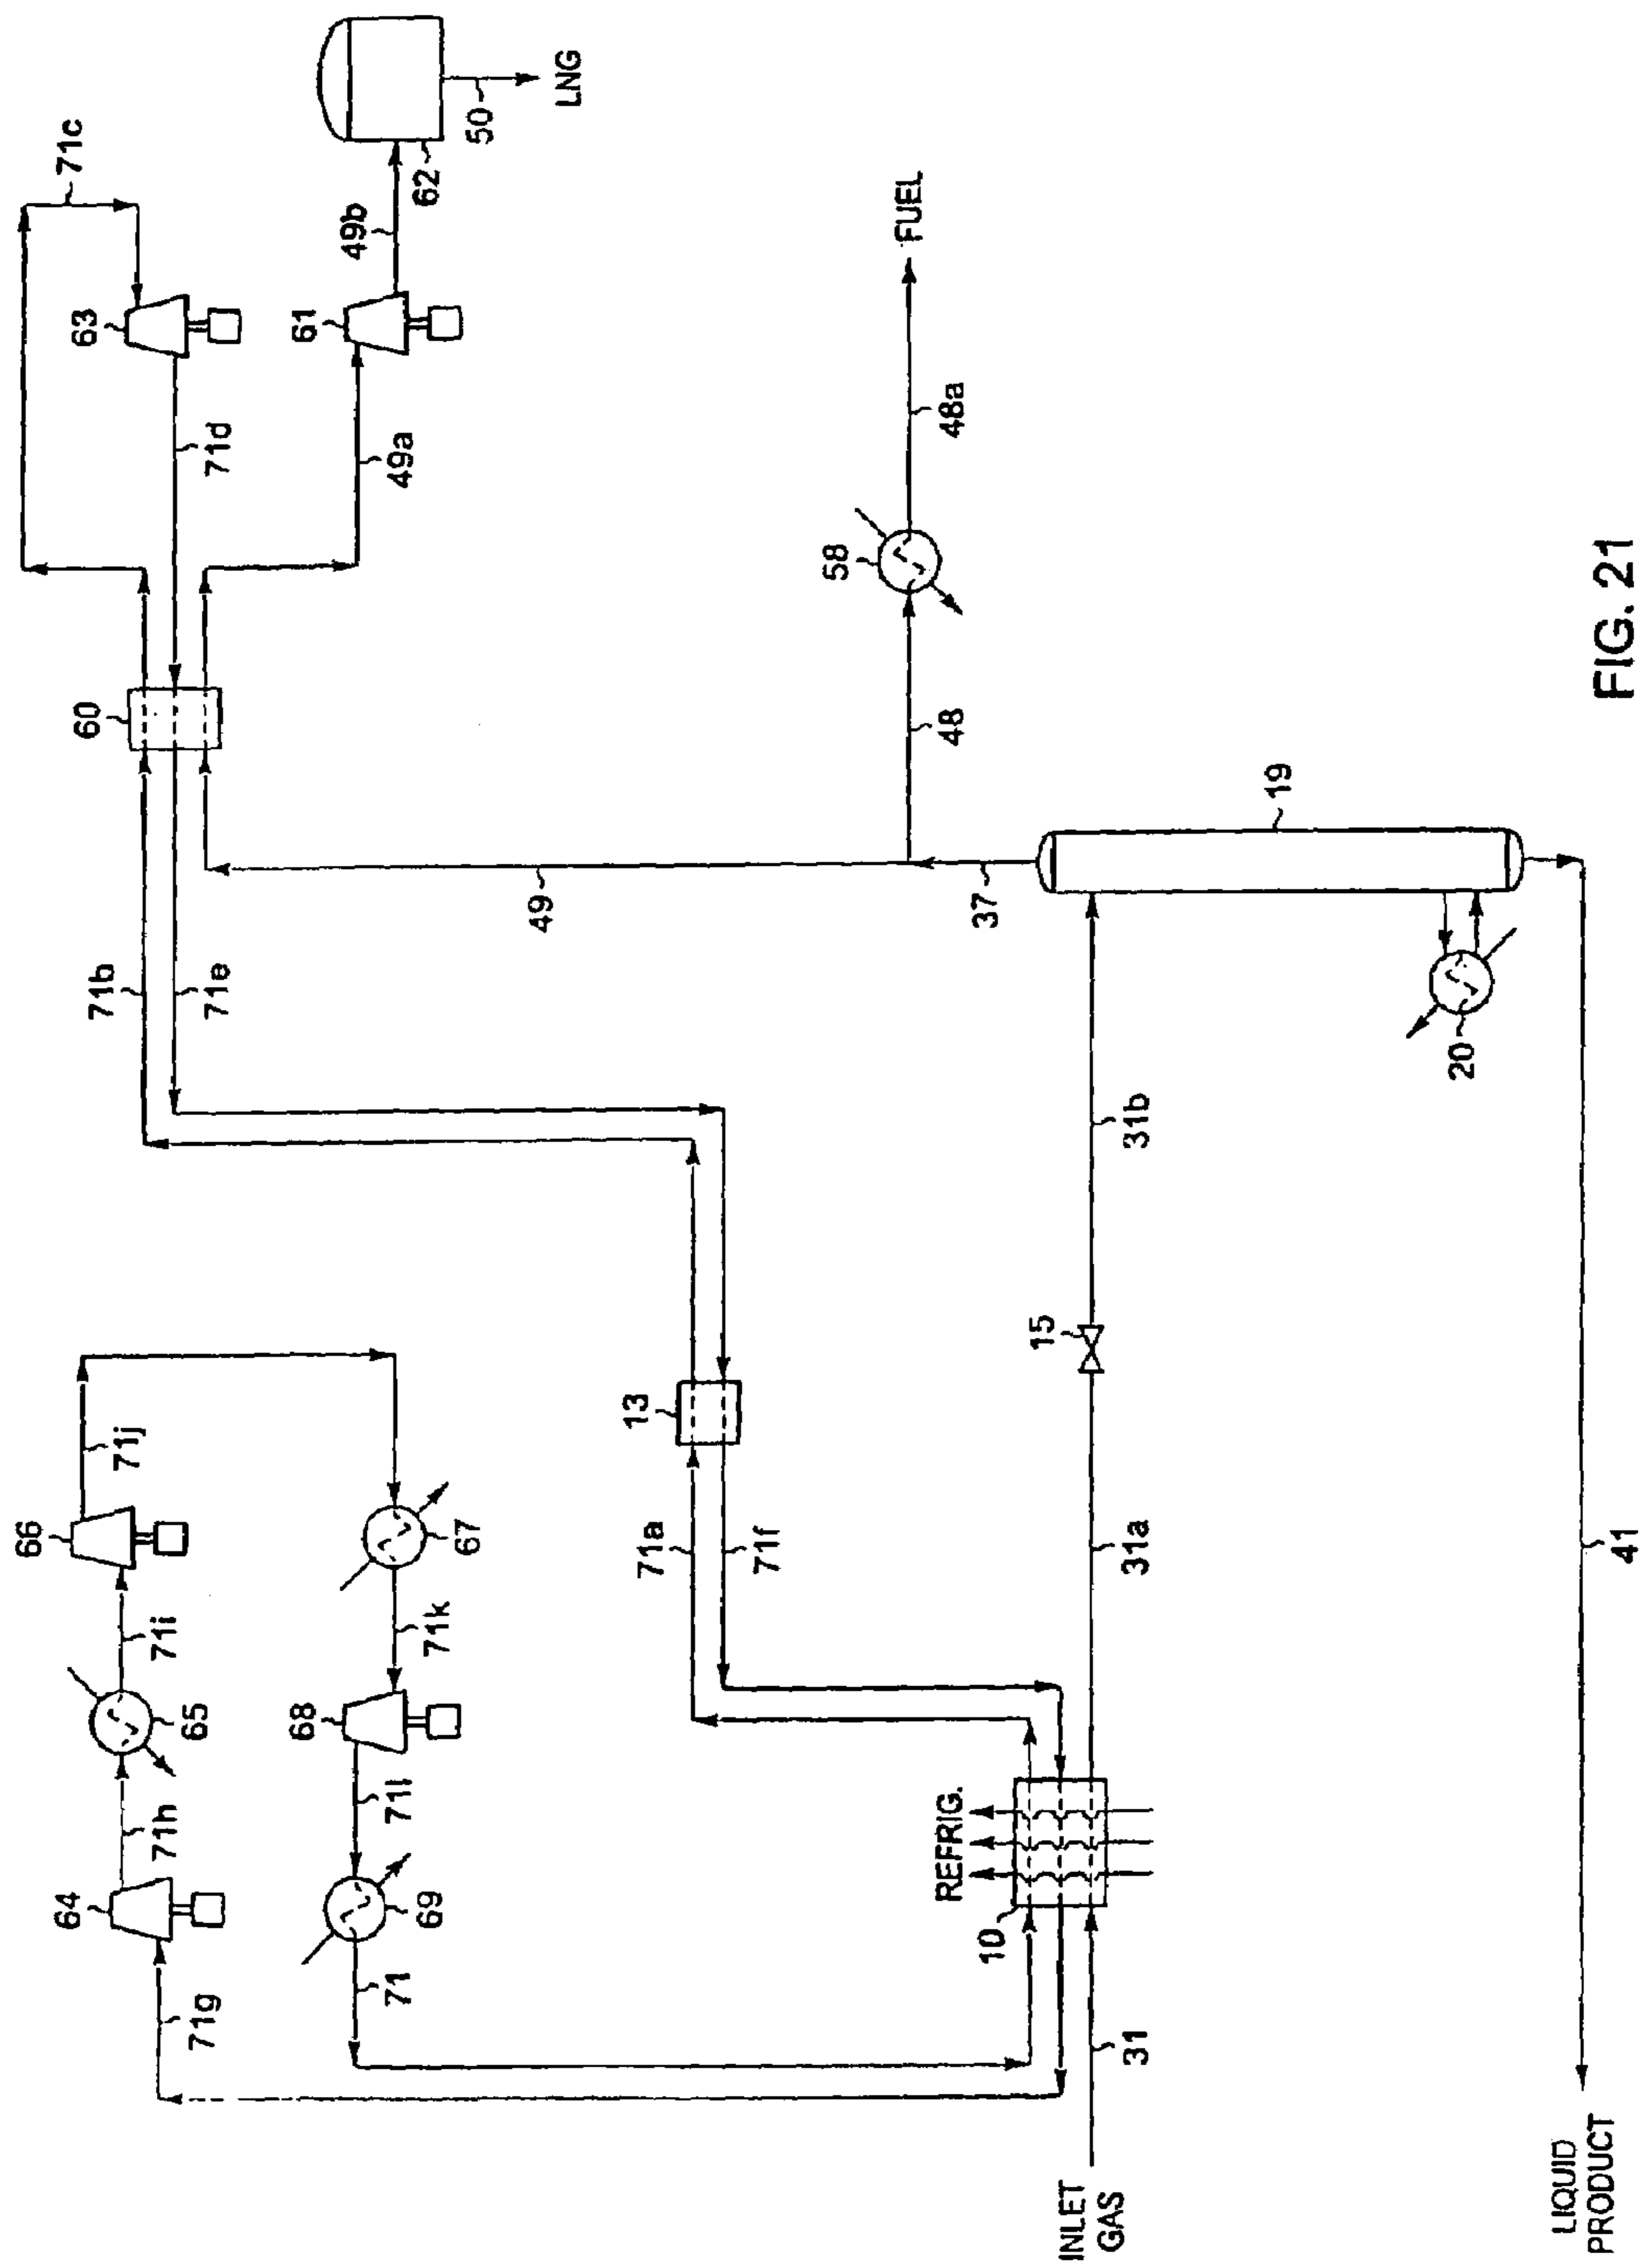 71c
63
71d
60
71b
71e
61
49a
49b
62
50
LNG
66
71j
71i
65
71h
64
71g
67
71k
68
71l
69
71
13
71a
71f
49
58
48
48a
FUEL
REFRIG.
10
31
INLET
GAS
31a
15
31b
37
19
20
41
LIQUID
PRODUCT
FIG. 21